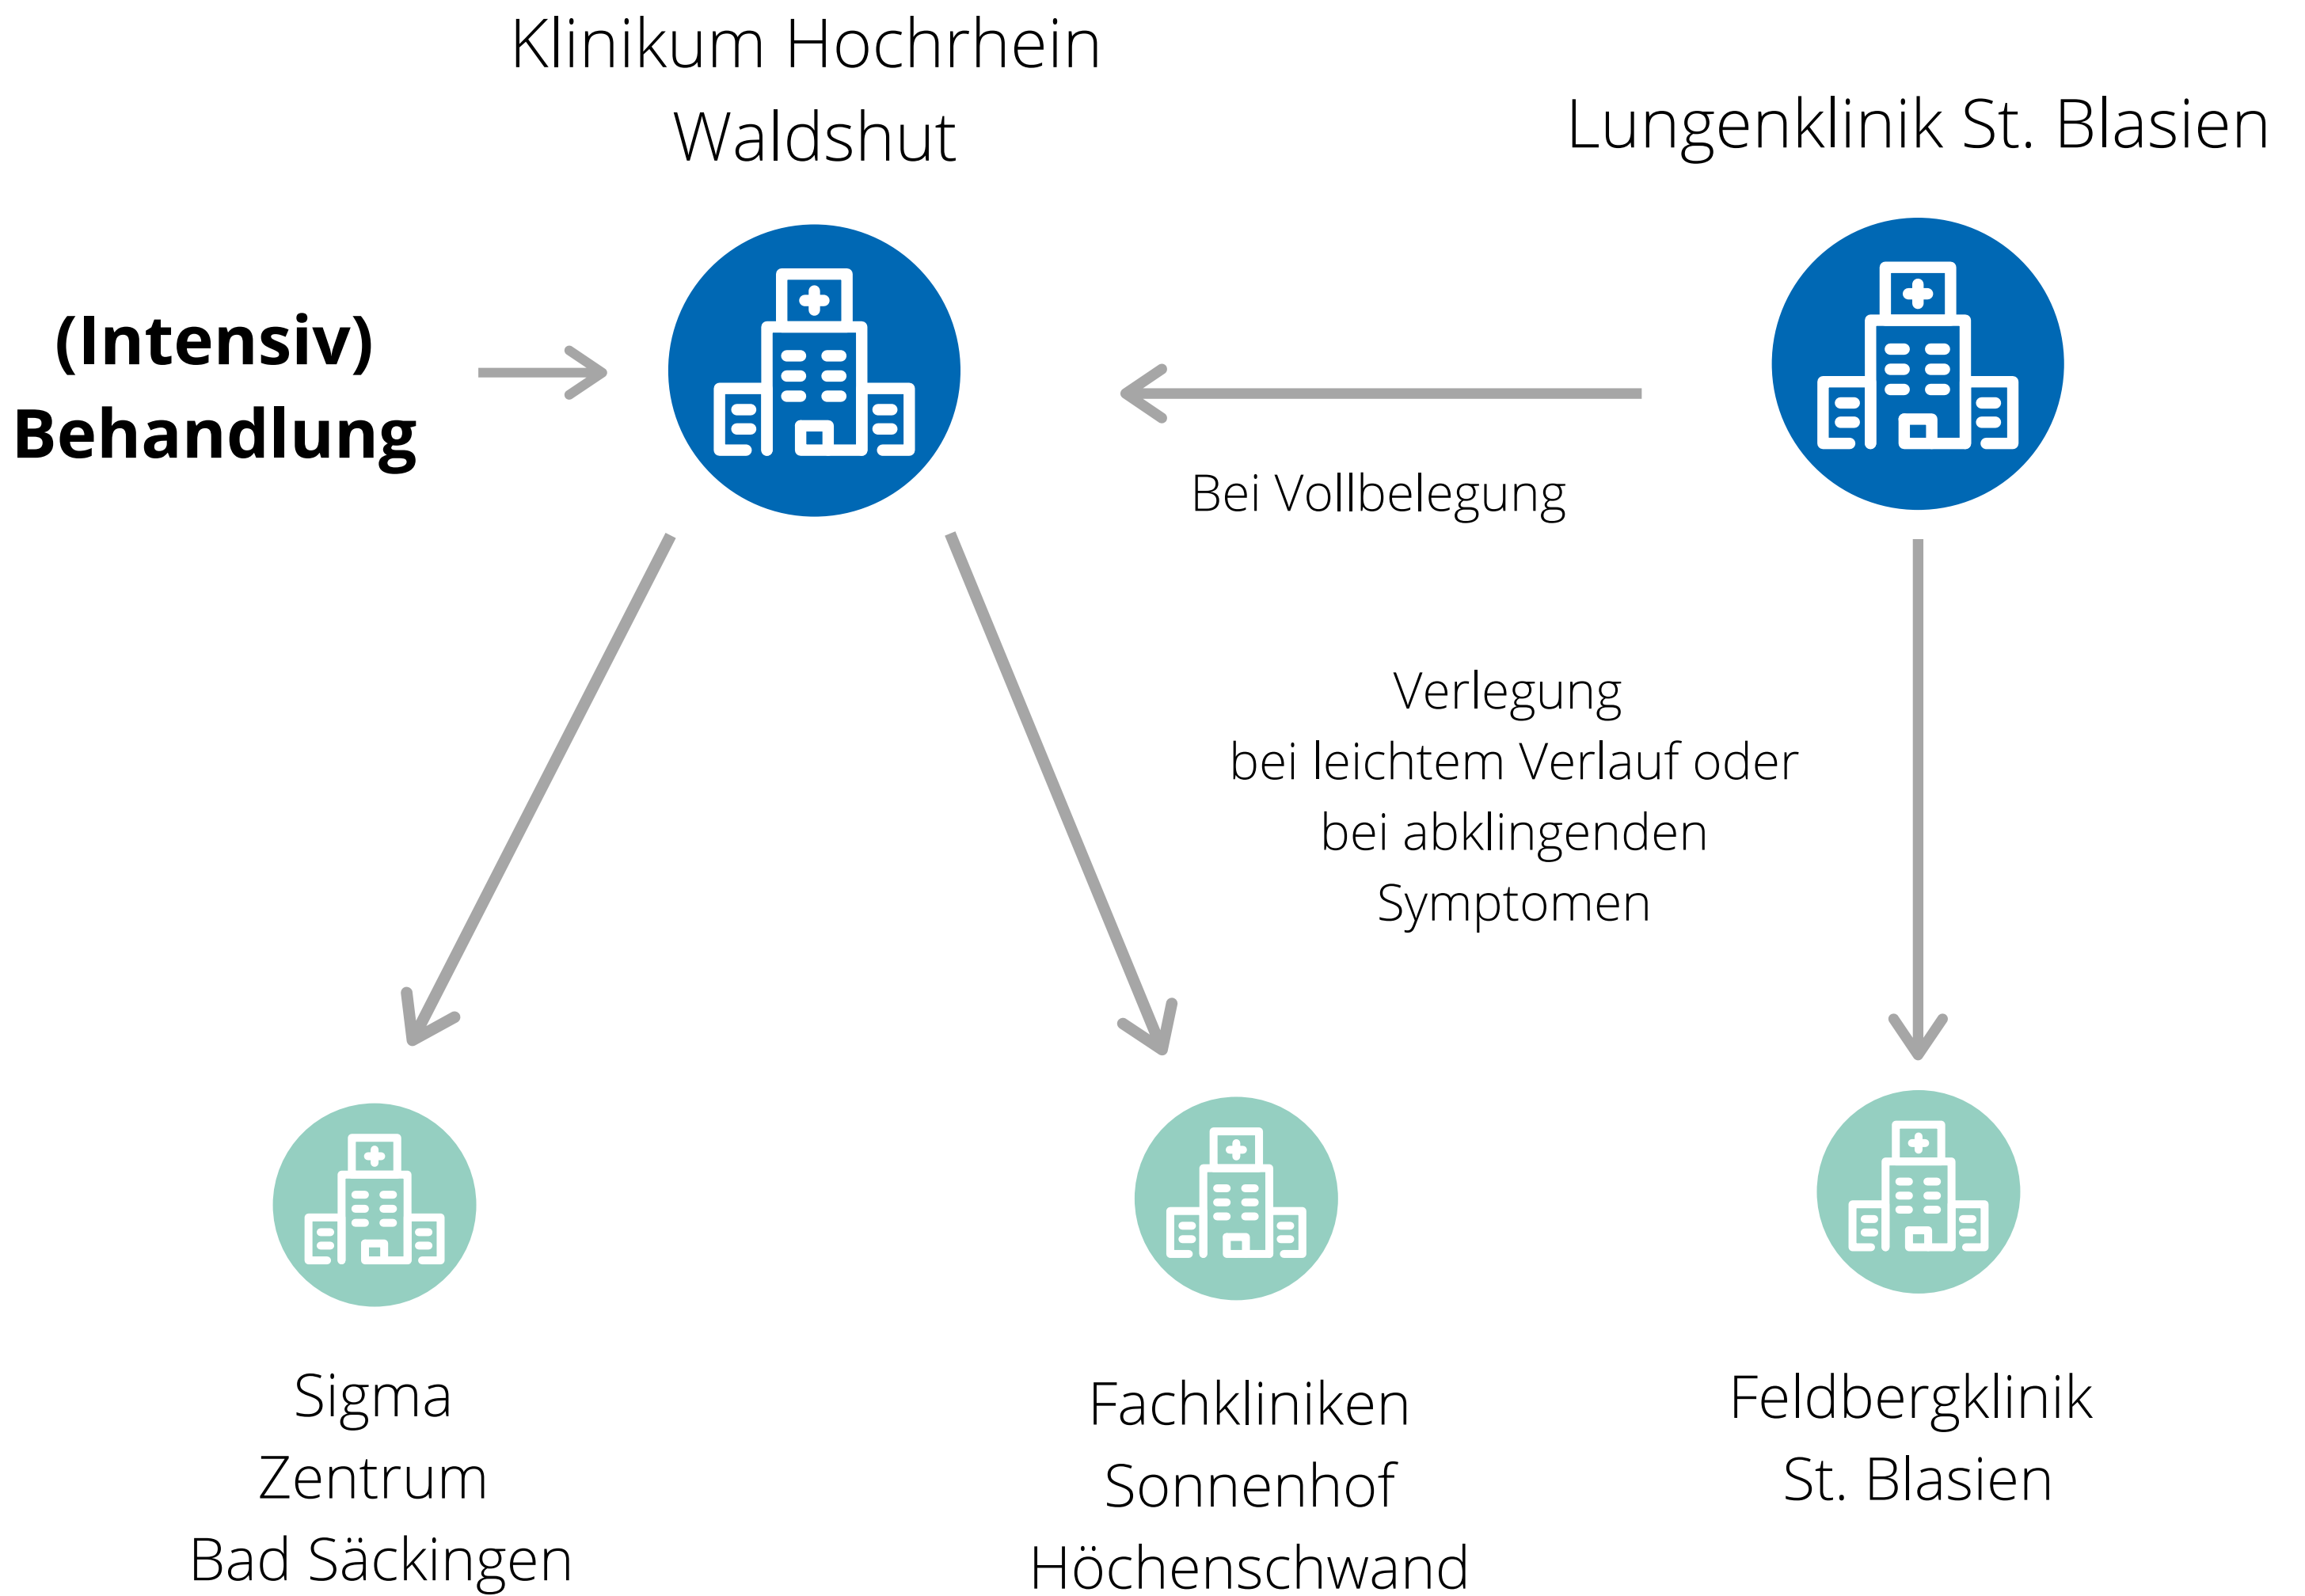 Klinikum Hochrhein
Waldshut
Lungenklinik St. Blasien
(Intensiv)
Behandlung
Bei Vollbelegung
Verlegung
bei leichtem Verlauf oder
bei abklingenden
Symptomen
Sigma
Zentrum
Bad Säckingen
Fachkliniken
Sonnenhof
Höchenschwand
Feldbergklinik
St. Blasien